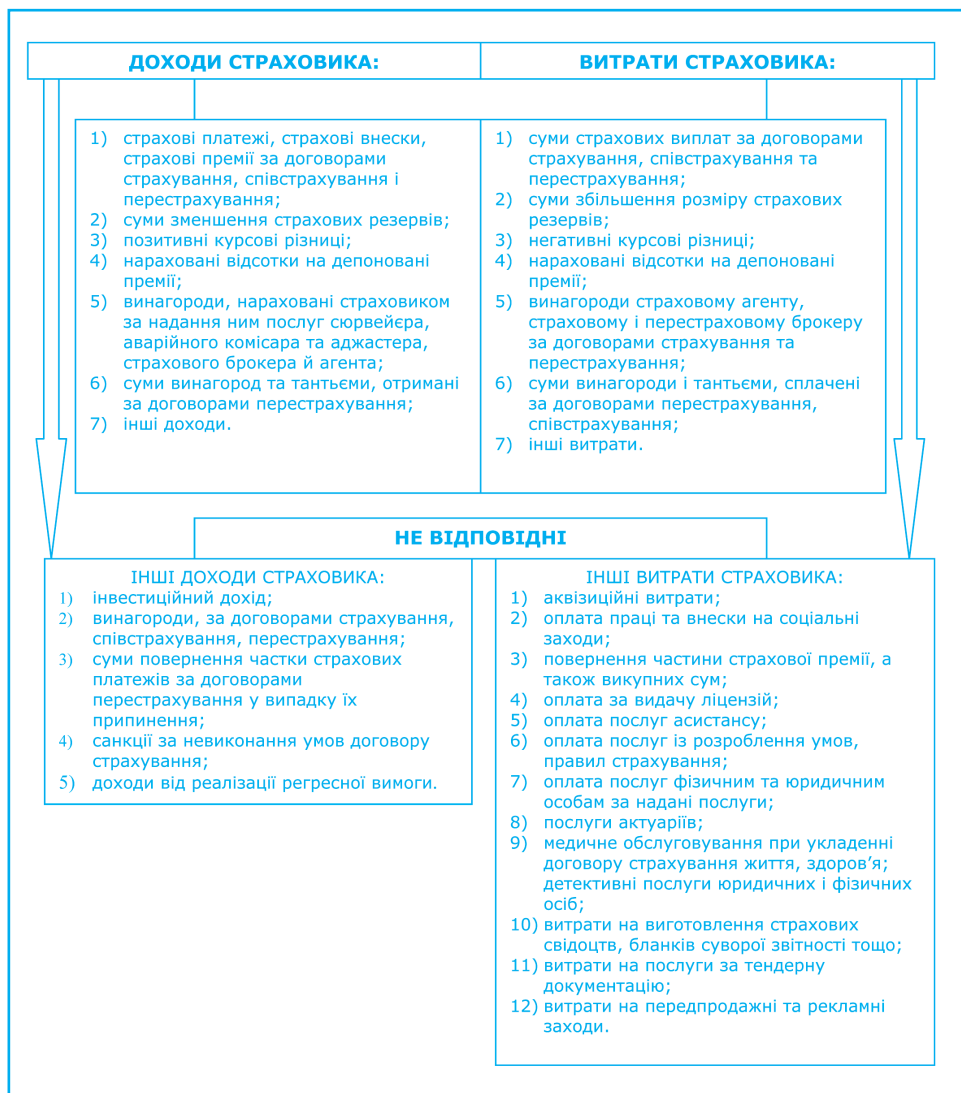 ДОХОДИ СТРАХОВИКА:
ВИТРАТИ СТРАХОВИКА:
1) страхові платежі, страхові внески,
страхові премії за договорами
страхування, співстрахування і
перестрахування;
2) суми зменшення страхових резервів;
3) позитивні курсові різниці;
4) нараховані відсотки на депоновані
премії;
5) винагороди, нараховані страховиком
за надання ним послуг сюрвейєра,
аварійного комісара та аджастера,
страхового брокера й агента;
6) суми винагород та тантьєми, отримані
за договорами перестрахування;
7) інші доходи.
1) суми страхових виплат за договорами
страхування, співстрахування та
перестрахування;
2) суми збільшення розміру страхових
резервів;
3) негативні курсові різниці;
4) нараховані відсотки на депоновані
премії;
5) винагороди страховому агенту,
страховому і перестраховому брокеру
за договорами страхування та
перестрахування;
6) суми винагороди і тантьєми, сплачені
за договорами перестрахування,
співстрахування;
7) інші витрати.
НЕ ВІДПОВІДНІ
ІНШІ ДОХОДИ СТРАХОВИКА:
1) інвестиційний дохід;
2) винагороди, за договорами страхування,
співстрахування, перестрахування;
3) суми повернення частки страхових
платежів за договорами
перестрахування у випадку їх
припинення;
4) санкції за невиконання умов договору
страхування;
5) доходи від реалізації регресної вимоги.
ІНШІ ВИТРАТИ СТРАХОВИКА:
1) аквізиційні витрати;
2) оплата праці та внески на соціальні
заходи;
3) повернення частини страхової премії, а
також викупних сум;
4) оплата за видачу ліцензій;
5) оплата послуг асистансу;
6) оплата послуг із розроблення умов,
правил страхування;
7) оплата послуг фізичним та юридичним
особам за надані послуги;
8) послуги актуаріїв;
9) медичне обслуговування при укладенні
договору страхування життя, здоров’я;
детективні послуги юридичних і фізичних
осіб;
10) витрати на виготовлення страхових
свідоцтв, бланків суворої звітності тощо;
11) витрати на послуги за тендерну
документацію;
12) витрати на передпродажні та рекламні
заходи.